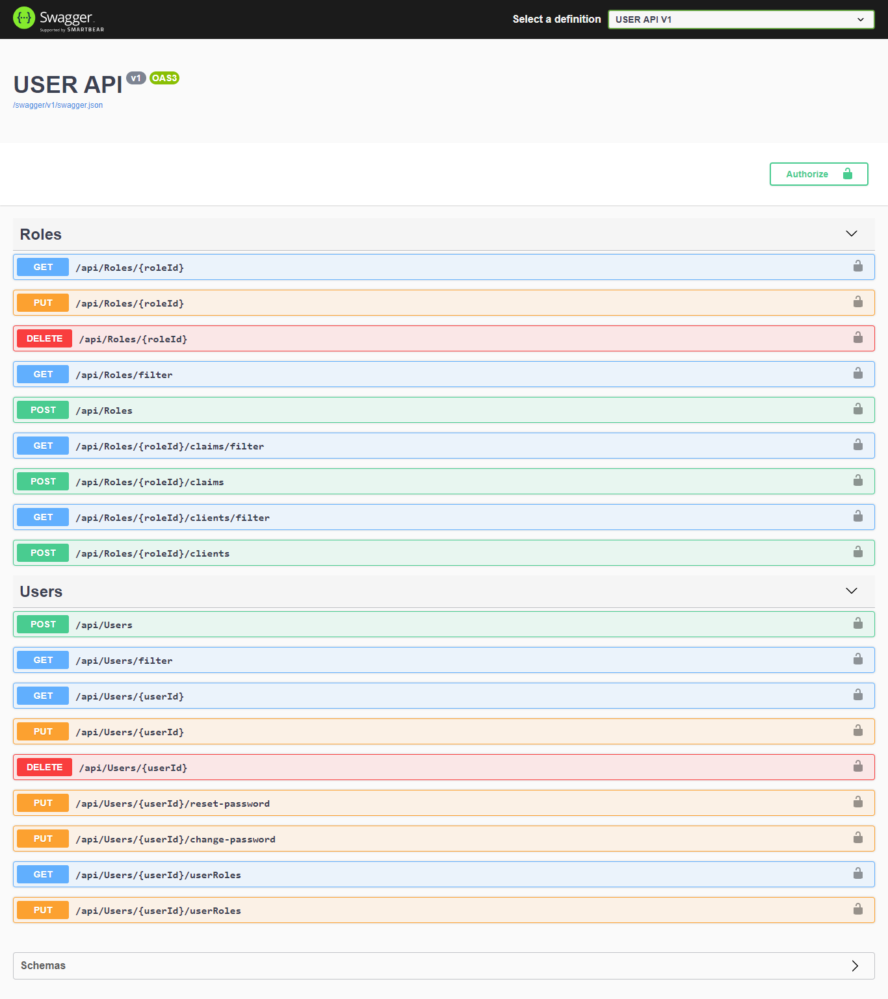 Swagger
Supported by SMARTBEAR
Select a definition
USER API V1
USER API v1 OAS3
/swagger/v1/swagger.json
Authorize
Roles
GET /api/Roles/{roleId}
PUT /api/Roles/{roleId}
DELETE /api/Roles/{roleId}
GET /api/Roles/filter
POST /api/Roles
GET /api/Roles/{roleId}/claims/filter
POST /api/Roles/{roleId}/claims
GET /api/Roles/{roleId}/clients/filter
POST /api/Roles/{roleId}/clients
Users
POST /api/Users
GET /api/Users/filter
GET /api/Users/{userId}
PUT /api/Users/{userId}
DELETE /api/Users/{userId}
PUT /api/Users/{userId}/reset-password
PUT /api/Users/{userId}/change-password
GET /api/Users/{userId}/userRoles
PUT /api/Users/{userId}/userRoles
Schemas